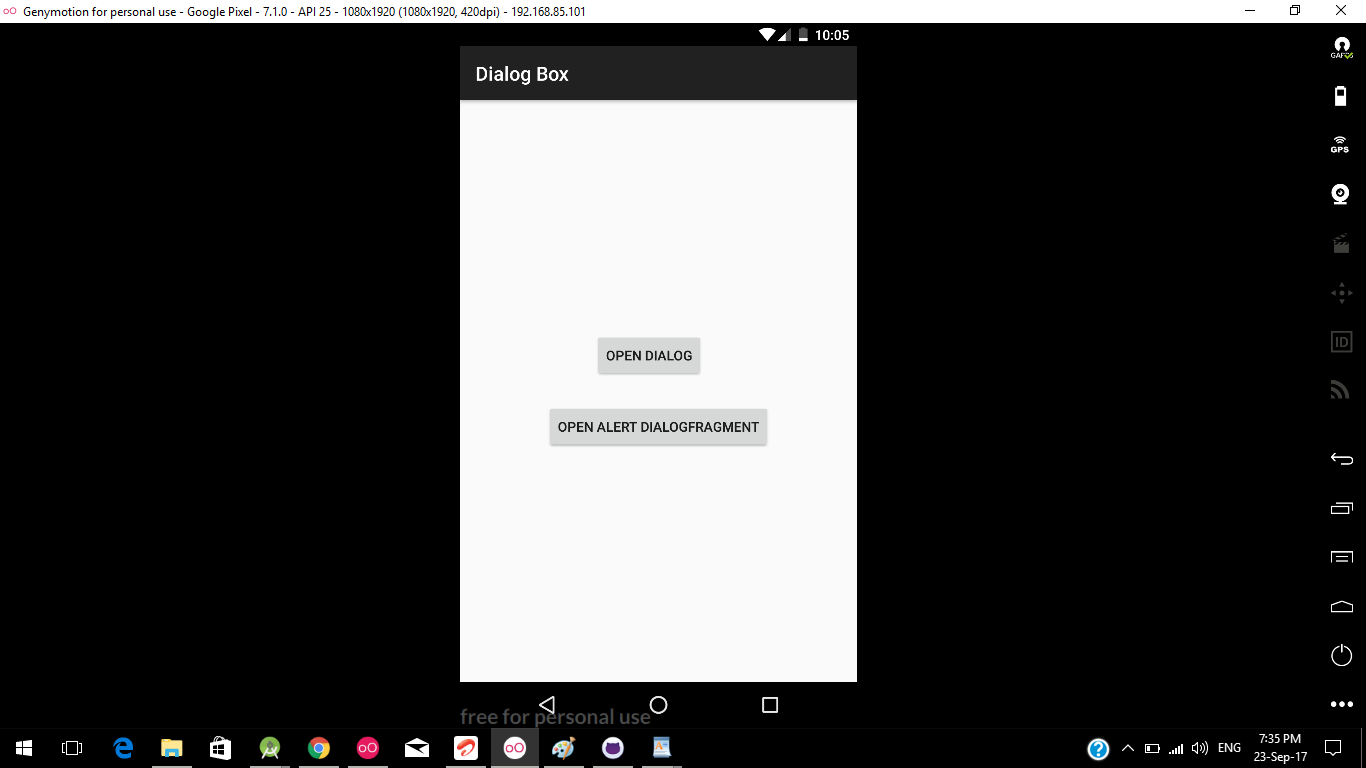 Genymotion for personal use - Google Pixel - 7.1.0 - API 25 - 1080x1920 (1080x1920, 420dpi) - 192.168.85.101
10:05
Dialog Box
OPEN DIALOG
OPEN ALERT DIALOGFRAGMENT
GPS
ID
free for personal use
ENG
7:35 PM
23-Sep-17